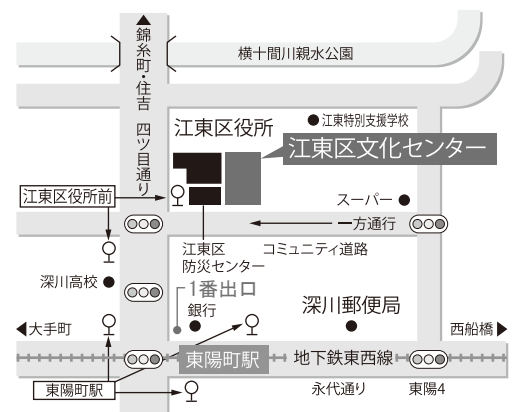 錦糸町・住吉
四ツ目通り
横十間川親水公園
江東特別支援学校
江東区役所
江東区文化センター
江東区役所前
スーパー
一方通行
江東区
防災センター
コミュニティ道路
深川高校
1番出口
銀行
深川郵便局
大手町
西船橋
東陽町駅
地下鉄東西線
東陽町駅
永代通り
東陽4